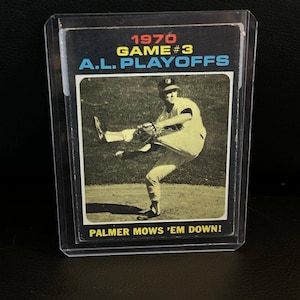 1970
GAME #3
A.L. PLAYOFFS
PALMER MOWS 'EM DOWN!